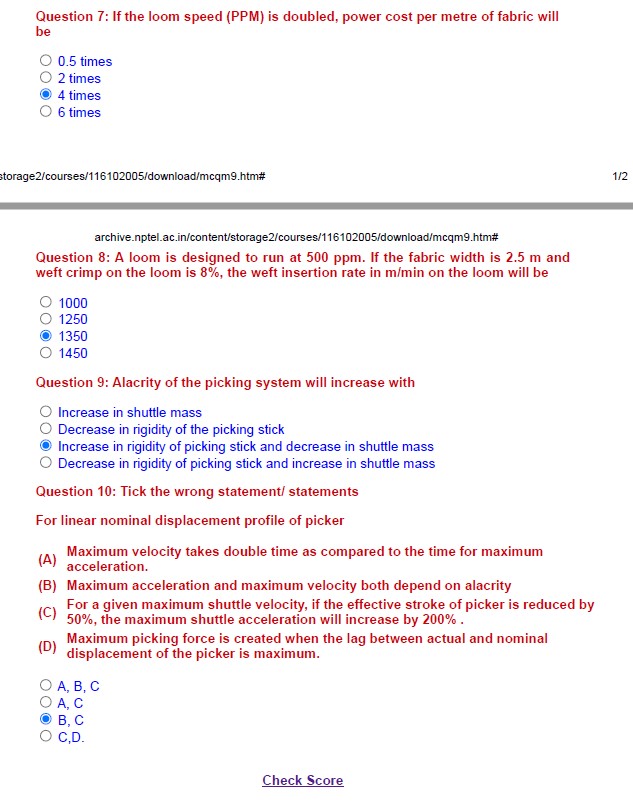 Question 7: If the loom speed (PPM) is doubled, power cost per metre of fabric will
be
0.5 times
2 times
4 times
6 times
storage2/courses/116102005/download/mcqm9.htm#
1/2
archive.nptel.ac.in/content/storage2/courses/116102005/download/mcqm9.htm#
Question 8: A loom is designed to run at 500 ppm. If the fabric width is 2.5 m and
weft crimp on the loom is 8%, the weft insertion rate in m/min on the loom will be
1000
1250
1350
1450
Question 9: Alacrity of the picking system will increase with
Increase in shuttle mass
Decrease in rigidity of the picking stick
Increase in rigidity of picking stick and decrease in shuttle mass
Decrease in rigidity of picking stick and increase in shuttle mass
Question 10: Tick the wrong statement/ statements
For linear nominal displacement profile of picker
(A) Maximum velocity takes double time as compared to the time for maximum
acceleration.
(B) Maximum acceleration and maximum velocity both depend on alacrity
(C) For a given maximum shuttle velocity, if the effective stroke of picker is reduced by
50%, the maximum shuttle acceleration will increase by 200% .
(D) Maximum picking force is created when the lag between actual and nominal
displacement of the picker is maximum.
A, B, C
A, C
B, C
C,D.
Check Score